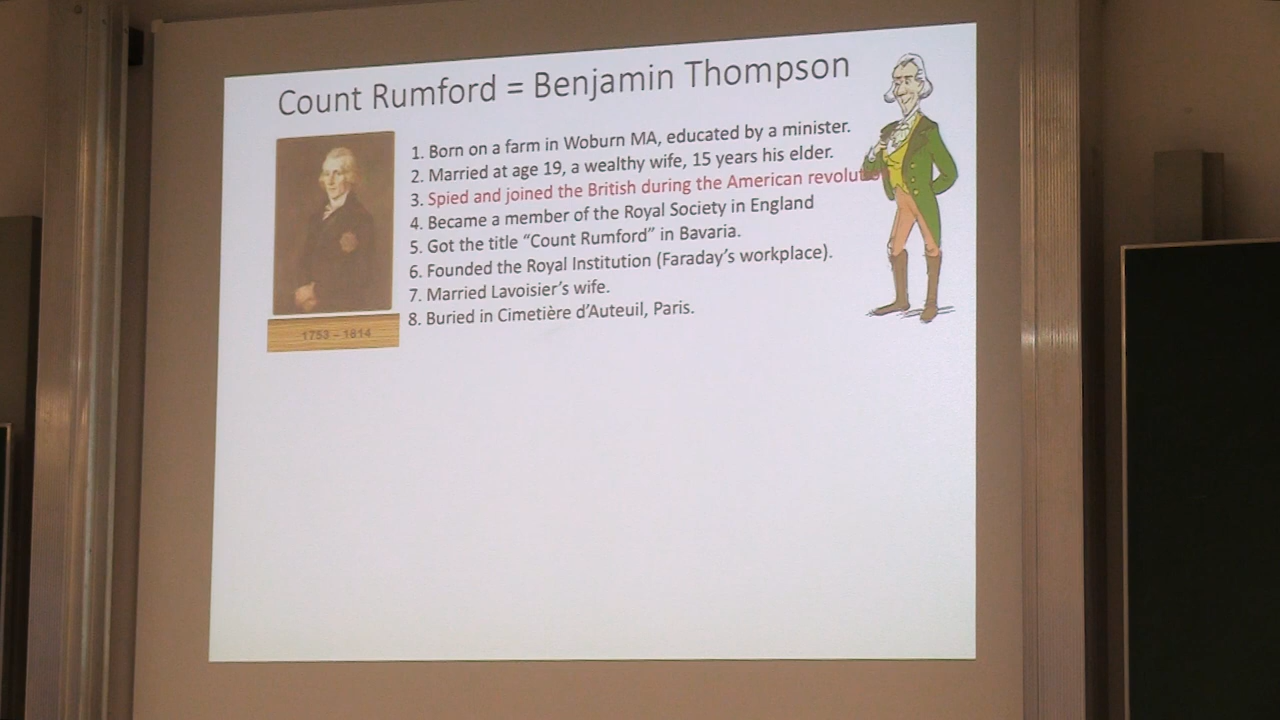 Count Rumford = Benjamin Thompson
1. Born on a farm in Woburn MA, educated by a minister.
2. Married at age 19, a wealthy wife, 15 years his elder.
3. Spied and joined the British during the American revolution
4. Became a member of the Royal Society in England
5. Got the title “Count Rumford” in Bavaria.
6. Founded the Royal Institution (Faraday’s workplace).
7. Married Lavoisier’s wife.
8. Buried in Cimetière d’Auteuil, Paris.
1753 – 1814